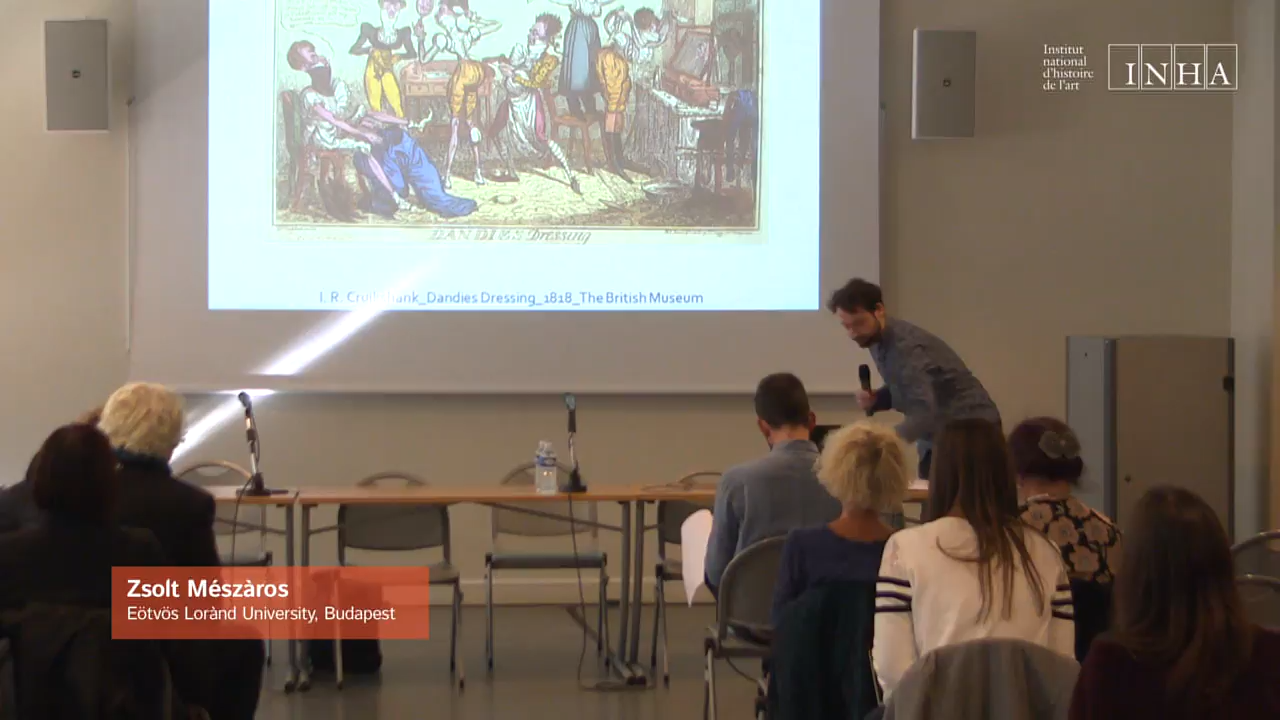 Institut
national
d'histoire
de l'art
INHA
DANDIES Dressing
I. R. Cruikshank_Dandies Dressing_1818_The British Museum
Zsolt Mészàros
Eötvös Lorànd University, Budapest